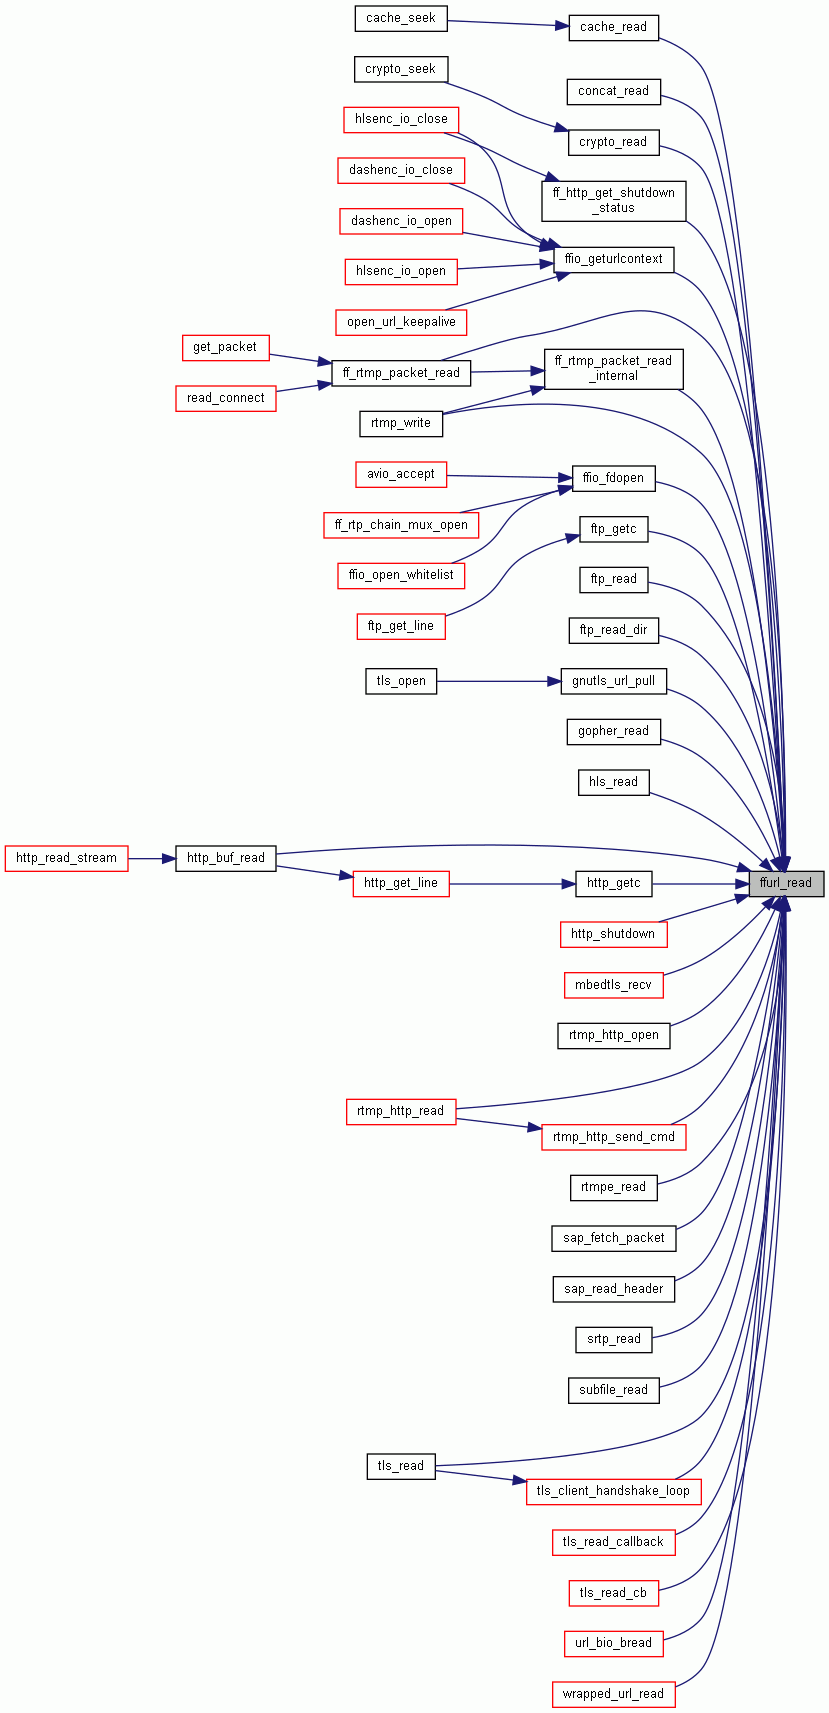 cache_seek
cache_read
crypto_seek
concat_read
hlsenc_io_close
crypto_read
dashenc_io_close
ff_http_get_shutdown
_status
dashenc_io_open
ffio_geturlcontext
hlsenc_io_open
open_url_keepalive
get_packet
ff_rtmp_packet_read
ff_rtmp_packet_read
_internal
read_connect
rtmp_write
avio_accept
ffio_fdopen
ff_rtp_chain_mux_open
ftp_getc
ffio_open_whitelist
ftp_read
ftp_get_line
ftp_read_dir
tls_open
gnutls_url_pull
gopher_read
hls_read
http_read_stream
http_buf_read
http_get_line
http_getc
ffurl_read
http_shutdown
mbedtls_recv
rtmp_http_open
rtmp_http_read
rtmp_http_send_cmd
rtmpe_read
sap_fetch_packet
sap_read_header
srtp_read
subfile_read
tls_read
tls_client_handshake_loop
tls_read_callback
tls_read_cb
url_bio_bread
wrapped_url_read